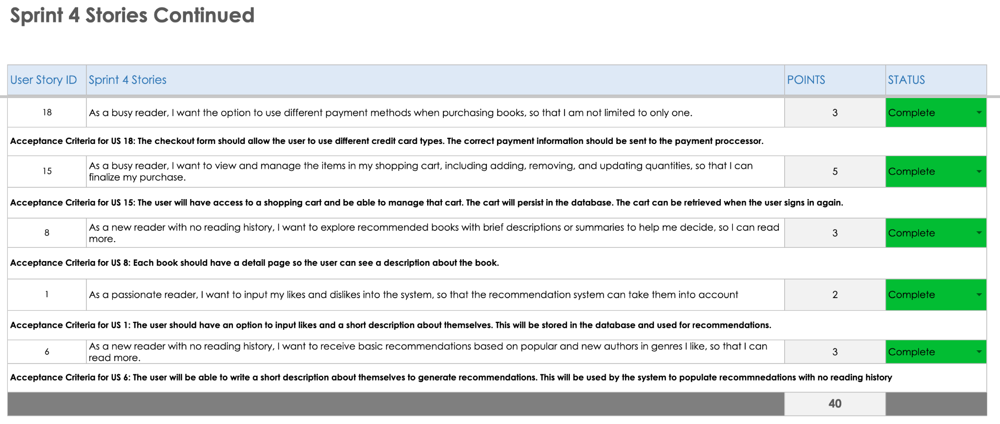 Sprint 4 Stories Continued
User Story ID Sprint 4 Stories POINTS STATUS
18 As a busy reader, I want the option to use different payment methods when purchasing books, so that I am not limited to only one. 3 Complete
Acceptance Criteria for US 18: The checkout form should allow the user to use different credit card types. The correct payment information should be sent to the payment proccessor.
15 As a busy reader, I want to view and manage the items in my shopping cart, including adding, removing, and updating quantities, so that I can
finalize my purchase. 5 Complete
Acceptance Criteria for US 15: The user will have access to a shopping cart and be able to manage that cart. The cart will persist in the database. The cart can be retrieved when the user signs in again.
8 As a new reader with no reading history, I want to explore recommended books with brief descriptions or summaries to help me decide, so I can read
more. 3 Complete
Acceptance Criteria for US 8: Each book should have a detail page so the user can see a description about the book.
1 As a passionate reader, I want to input my likes and dislikes into the system, so that the recommendation system can take them into account 2 Complete
Acceptance Criteria for US 1: The user should have an option to input likes and a short description about themselves. This will be stored in the database and used for recommendations.
6 As a new reader with no reading history, I want to receive basic recommendations based on popular and new authors in genres I like, so that I can
read more. 3 Complete
Acceptance Criteria for US 6: The user will be able to write a short description about themselves to generate recommendations. This will be used by the system to populate recommnedations with no reading history
40